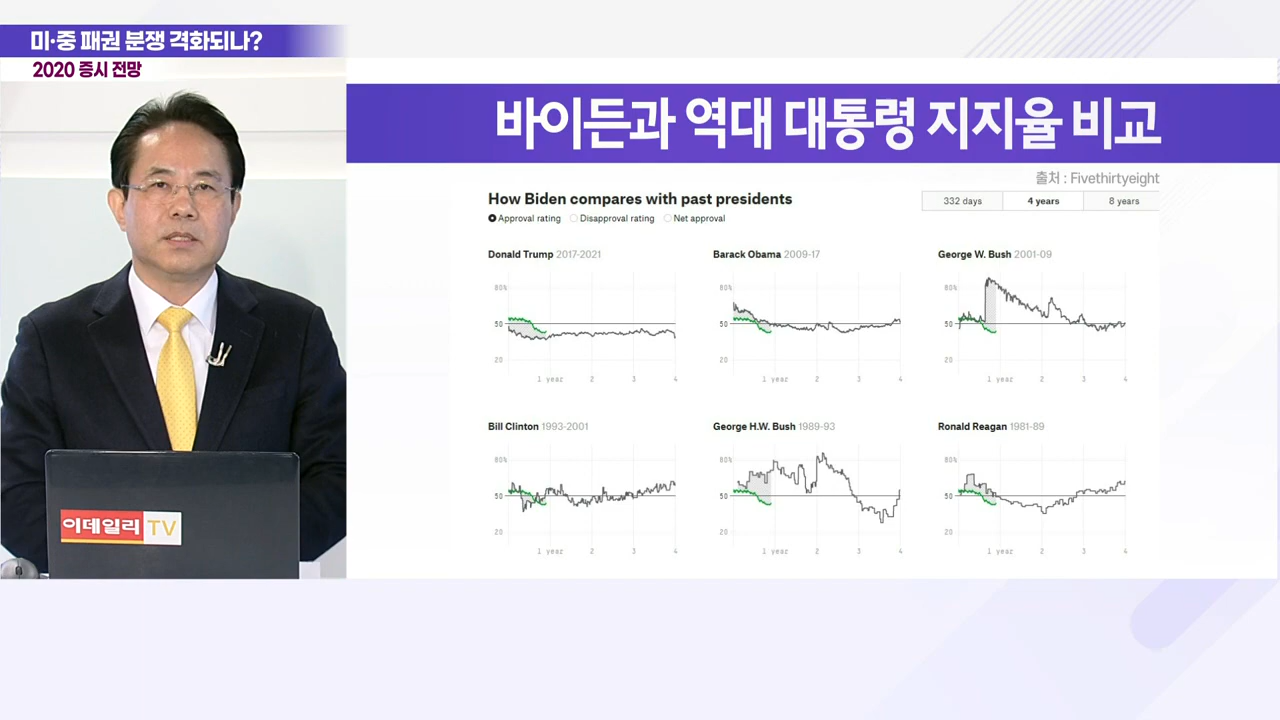 미·중 패권 분쟁 격화되나?
2020 증시 전망
바이든과 역대 대통령 지지율 비교
출처 : Fivethirtyeight
How Biden compares with past presidents
Approval rating Disapproval rating Net approval
332 days 4 years 8 years
Donald Trump 2017-2021
80%
50
20
1 year 2 3 4
Barack Obama 2009-17
80%
50
20
1 year 2 3 4
George W. Bush 2001-09
80%
50
20
1 year 2 3 4
Bill Clinton 1993-2001
80%
50
20
1 year 2 3 4
George H.W. Bush 1989-93
80%
50
20
1 year 2 3 4
Ronald Reagan 1981-89
80%
50
20
1 year 2 3 4
이데일리 TV